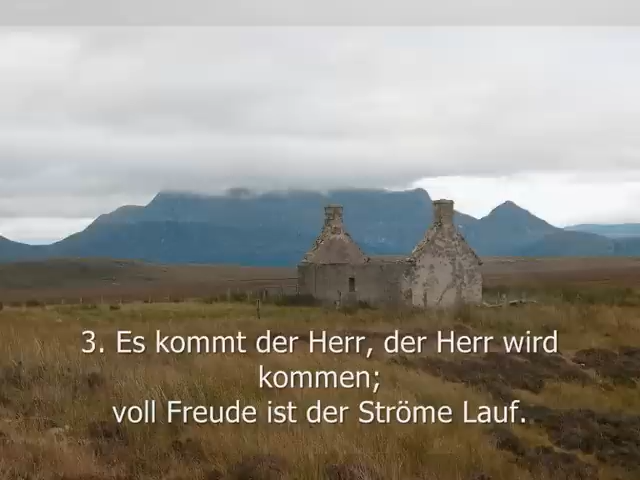 3. Es kommt der Herr, der Herr wird
kommen;
voll Freude ist der Ströme Lauf.